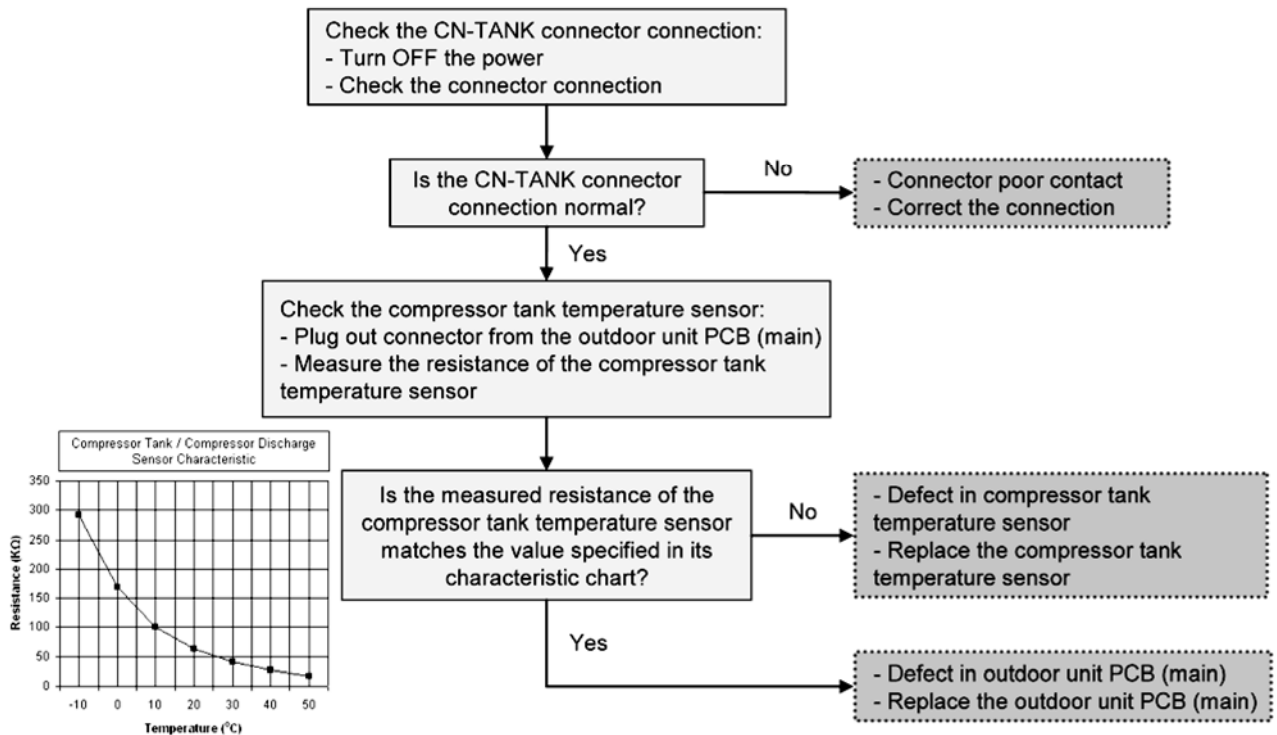 Check the CN-TANK connector connection:
- Turn OFF the power
- Check the connector connection
Is the CN-TANK connector
connection normal?
No
- Connector poor contact
- Correct the connection
Yes
Check the compressor tank temperature sensor:
- Plug out connector from the outdoor unit PCB (main)
- Measure the resistance of the compressor tank
temperature sensor
Compressor Tank / Compressor Discharge
Sensor Characteristic
Resistance (KΩ)
350
300
250
200
150
100
50
0
-10 0 10 20 30 40 50
Temperature (⁰C)
Is the measured resistance of the
compressor tank temperature sensor
matches the value specified in its
characteristic chart?
No
- Defect in compressor tank
temperature sensor
- Replace the compressor tank
temperature sensor
Yes
- Defect in outdoor unit PCB (main)
- Replace the outdoor unit PCB (main)